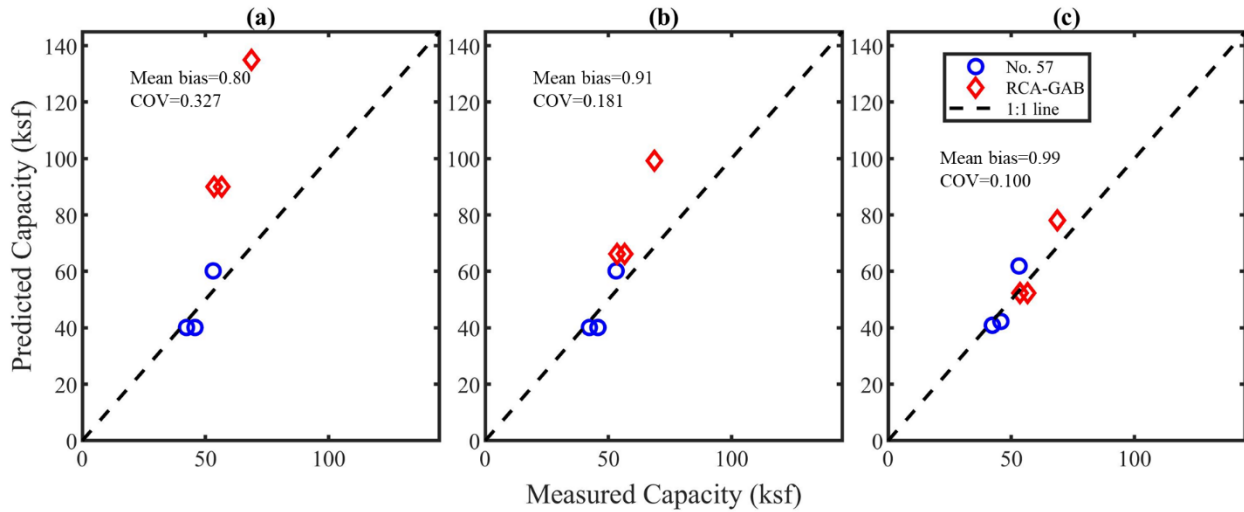 (a)
(b)
(c)
Predicted Capacity (ksf)
140
120
100
80
60
40
20
0
Mean bias=0.80
COV=0.327
0
50
100
140
120
100
80
60
40
20
0
Mean bias=0.91
COV=0.181
0
50
100
140
120
100
80
60
40
20
0
No. 57
RCA-GAB
1:1 line
Mean bias=0.99
COV=0.100
0
50
100
Measured Capacity (ksf)